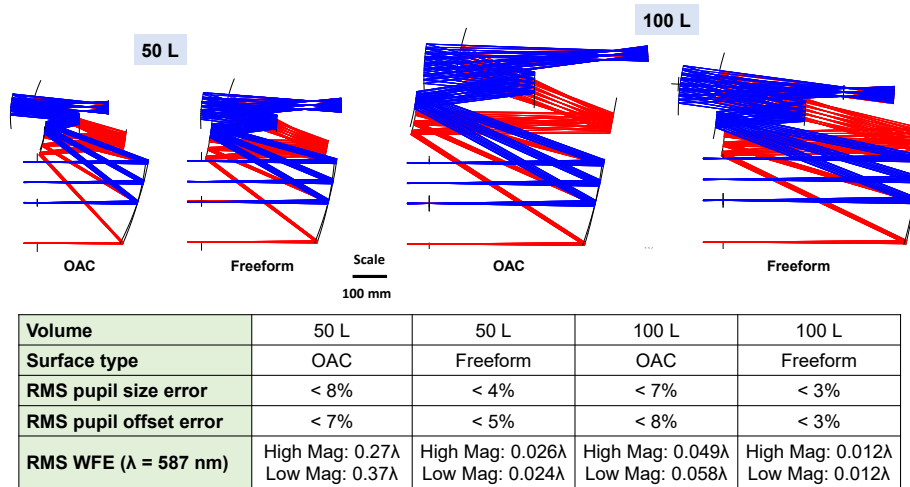 50 L
100 L
OAC
Freeform
Scale
100 mm
OAC
Freeform
Volume 50 L 50 L 100 L 100 L
Surface type OAC Freeform OAC Freeform
RMS pupil size error < 8% < 4% < 7% < 3%
RMS pupil offset error < 7% < 5% < 8% < 3%
RMS WFE (λ = 587 nm) High Mag: 0.27λ High Mag: 0.026λ High Mag: 0.049λ High Mag: 0.012λ
Low Mag: 0.37λ Low Mag: 0.024λ Low Mag: 0.058λ Low Mag: 0.012λ